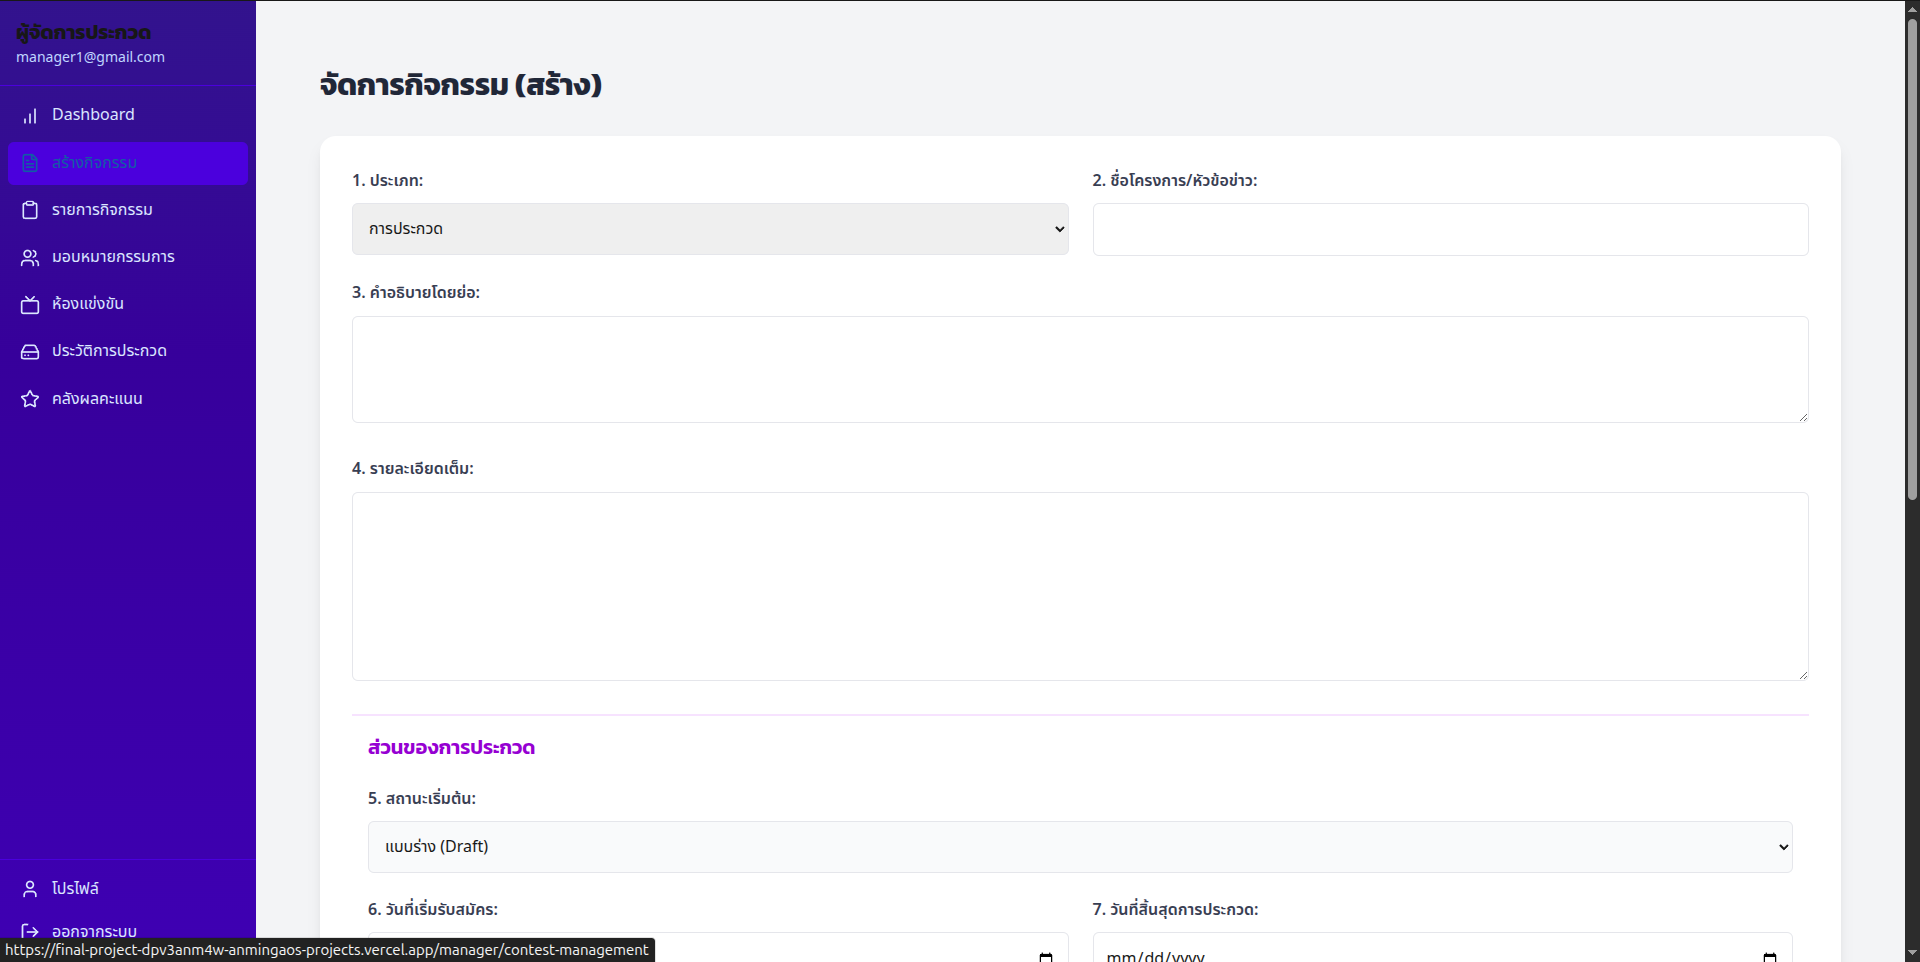 ผู้จัดการประกวด
manager1@gmail.com
Dashboard
สร้างกิจกรรม
รายการกิจกรรม
มอบหมายกรรมการ
ห้องแข่งขัน
ประวัติการประกวด
คลังผลคะแนน
โปรไฟล์
ออกจากระบบ
https://final-project-dpv3anm4w-anmingaos-projects.vercel.app/manager/contest-management
จัดการกิจกรรม (สร้าง)
1. ประเภท:
การประกวด
2. ชื่อโครงการ/หัวข้อข่าว:
3. คำอธิบายโดยย่อ:
4. รายละเอียดเต็ม:
ส่วนของการประกวด
5. สถานะเริ่มต้น:
แบบร่าง (Draft)
6. วันที่เริ่มรับสมัคร:
7. วันที่สิ้นสุดการประกวด:
mm/dd/yyyy